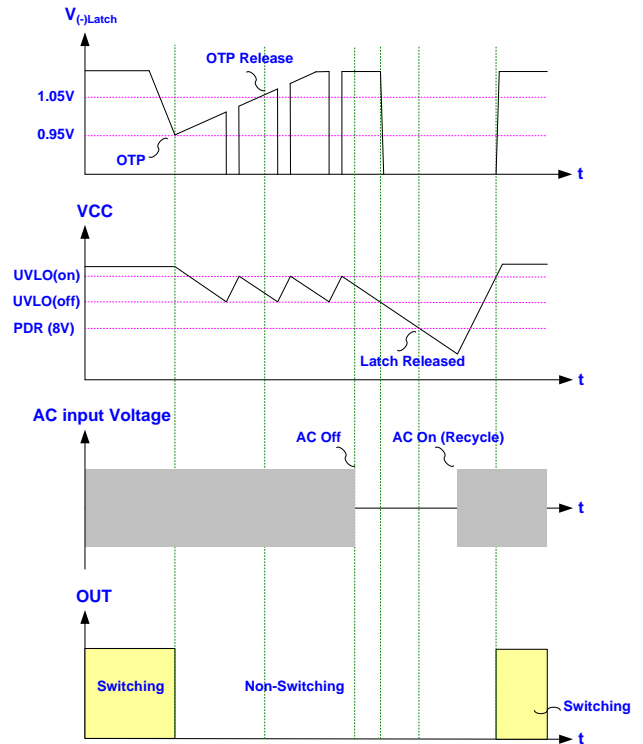 V(-)Latch
OTP Release
1.05V
0.95V
OTP
t
VCC
UVLO(on)
UVLO(off)
PDR (8V)
Latch Released
t
AC input Voltage
AC Off
AC On (Recycle)
t
OUT
Switching
Non-Switching
Switching
t